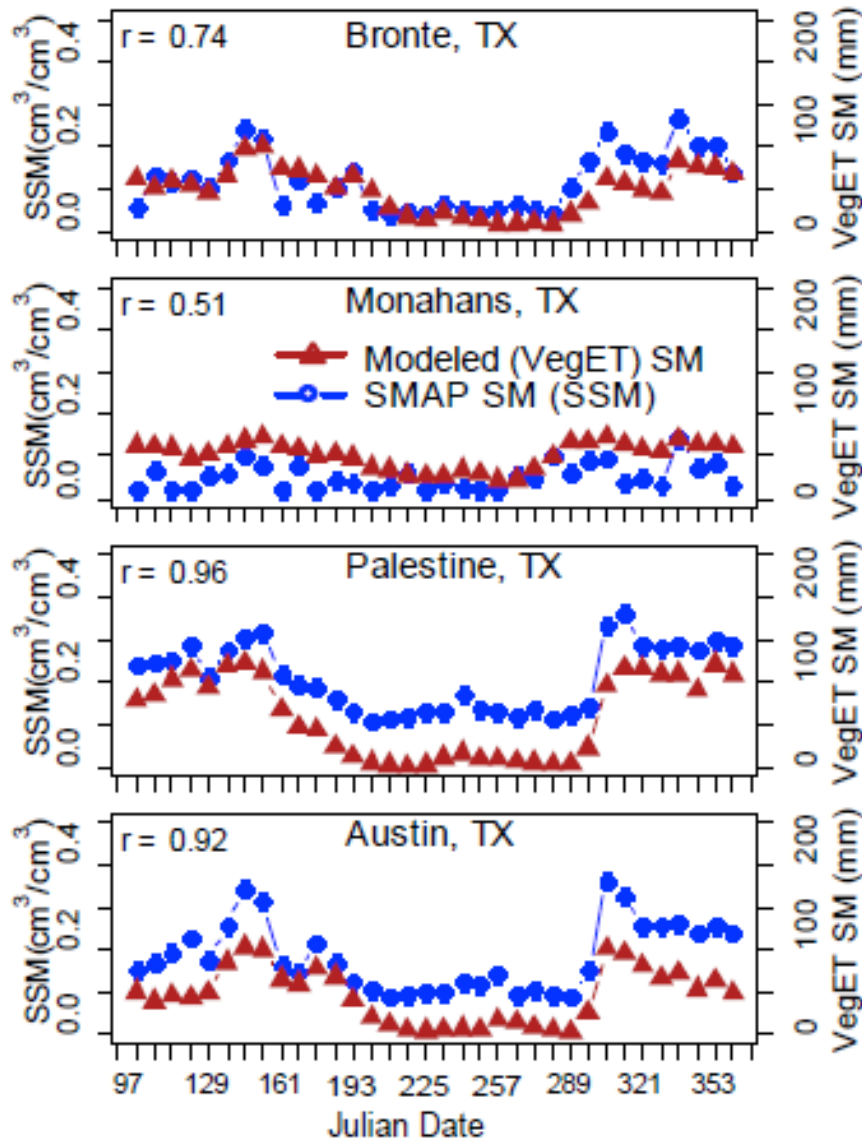 r = 0.74 Bronte, TX
SSM(cm³/cm³)
0.0 0.2 0.4
VegET SM (mm)
0 100 200
r = 0.51 Monahans, TX
Modeled (VegET) SM
SMAP SM (SSM)
SSM(cm³/cm³)
0.0 0.2 0.4
VegET SM (mm)
0 100 200
r = 0.96 Palestine, TX
SSM(cm³/cm³)
0.0 0.2 0.4
VegET SM (mm)
0 100 200
r = 0.92 Austin, TX
SSM(cm³/cm³)
0.0 0.2 0.4
VegET SM (mm)
0 100 200
97 129 161 193 225 257 289 321 353
Julian Date